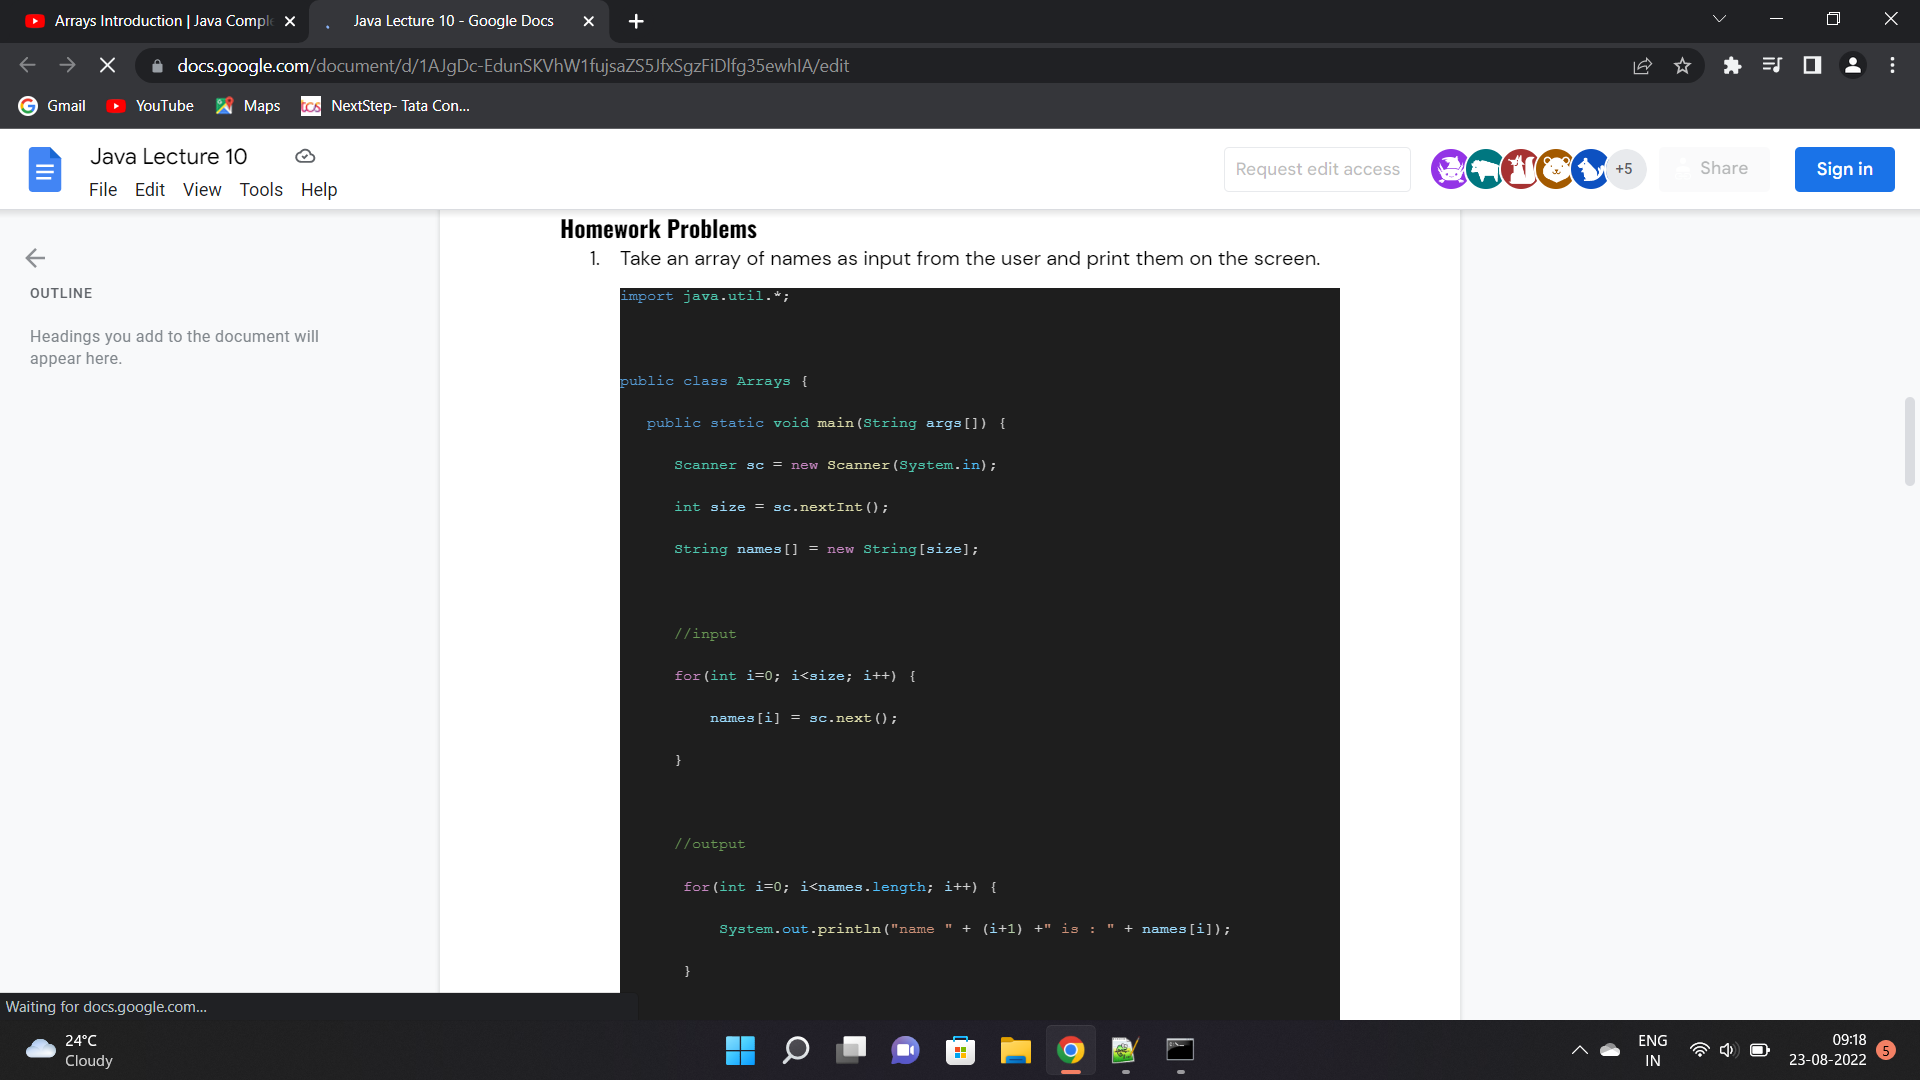 Arrays Introduction | Java Comple
Java Lecture 10 - Google Docs
docs.google.com/document/d/1AJgDc-EdunSKVhW1fujsaZS5JfxSgzFiDlfg35ewhIA/edit
Gmail
YouTube
Maps
tcs
NextStep- Tata Con...
Java Lecture 10
File Edit View Tools Help
Request edit access
+5
Share
Sign in
OUTLINE
Headings you add to the document will
appear here.
Homework Problems
1. Take an array of names as input from the user and print them on the screen.
import java.util.*;
public class Arrays {
public static void main(String args[]) {
Scanner sc = new Scanner(System.in);
int size = sc.nextInt();
String names[] = new String[size];
//input
for(int i=0; i<size; i++) {
names[i] = sc.next();
}
//output
for(int i=0; i<names.length; i++) {
System.out.println("name " + (i+1) +" is : " + names[i]);
}
Waiting for docs.google.com...
24°C
Cloudy
ENG
IN
09:18
23-08-2022
5